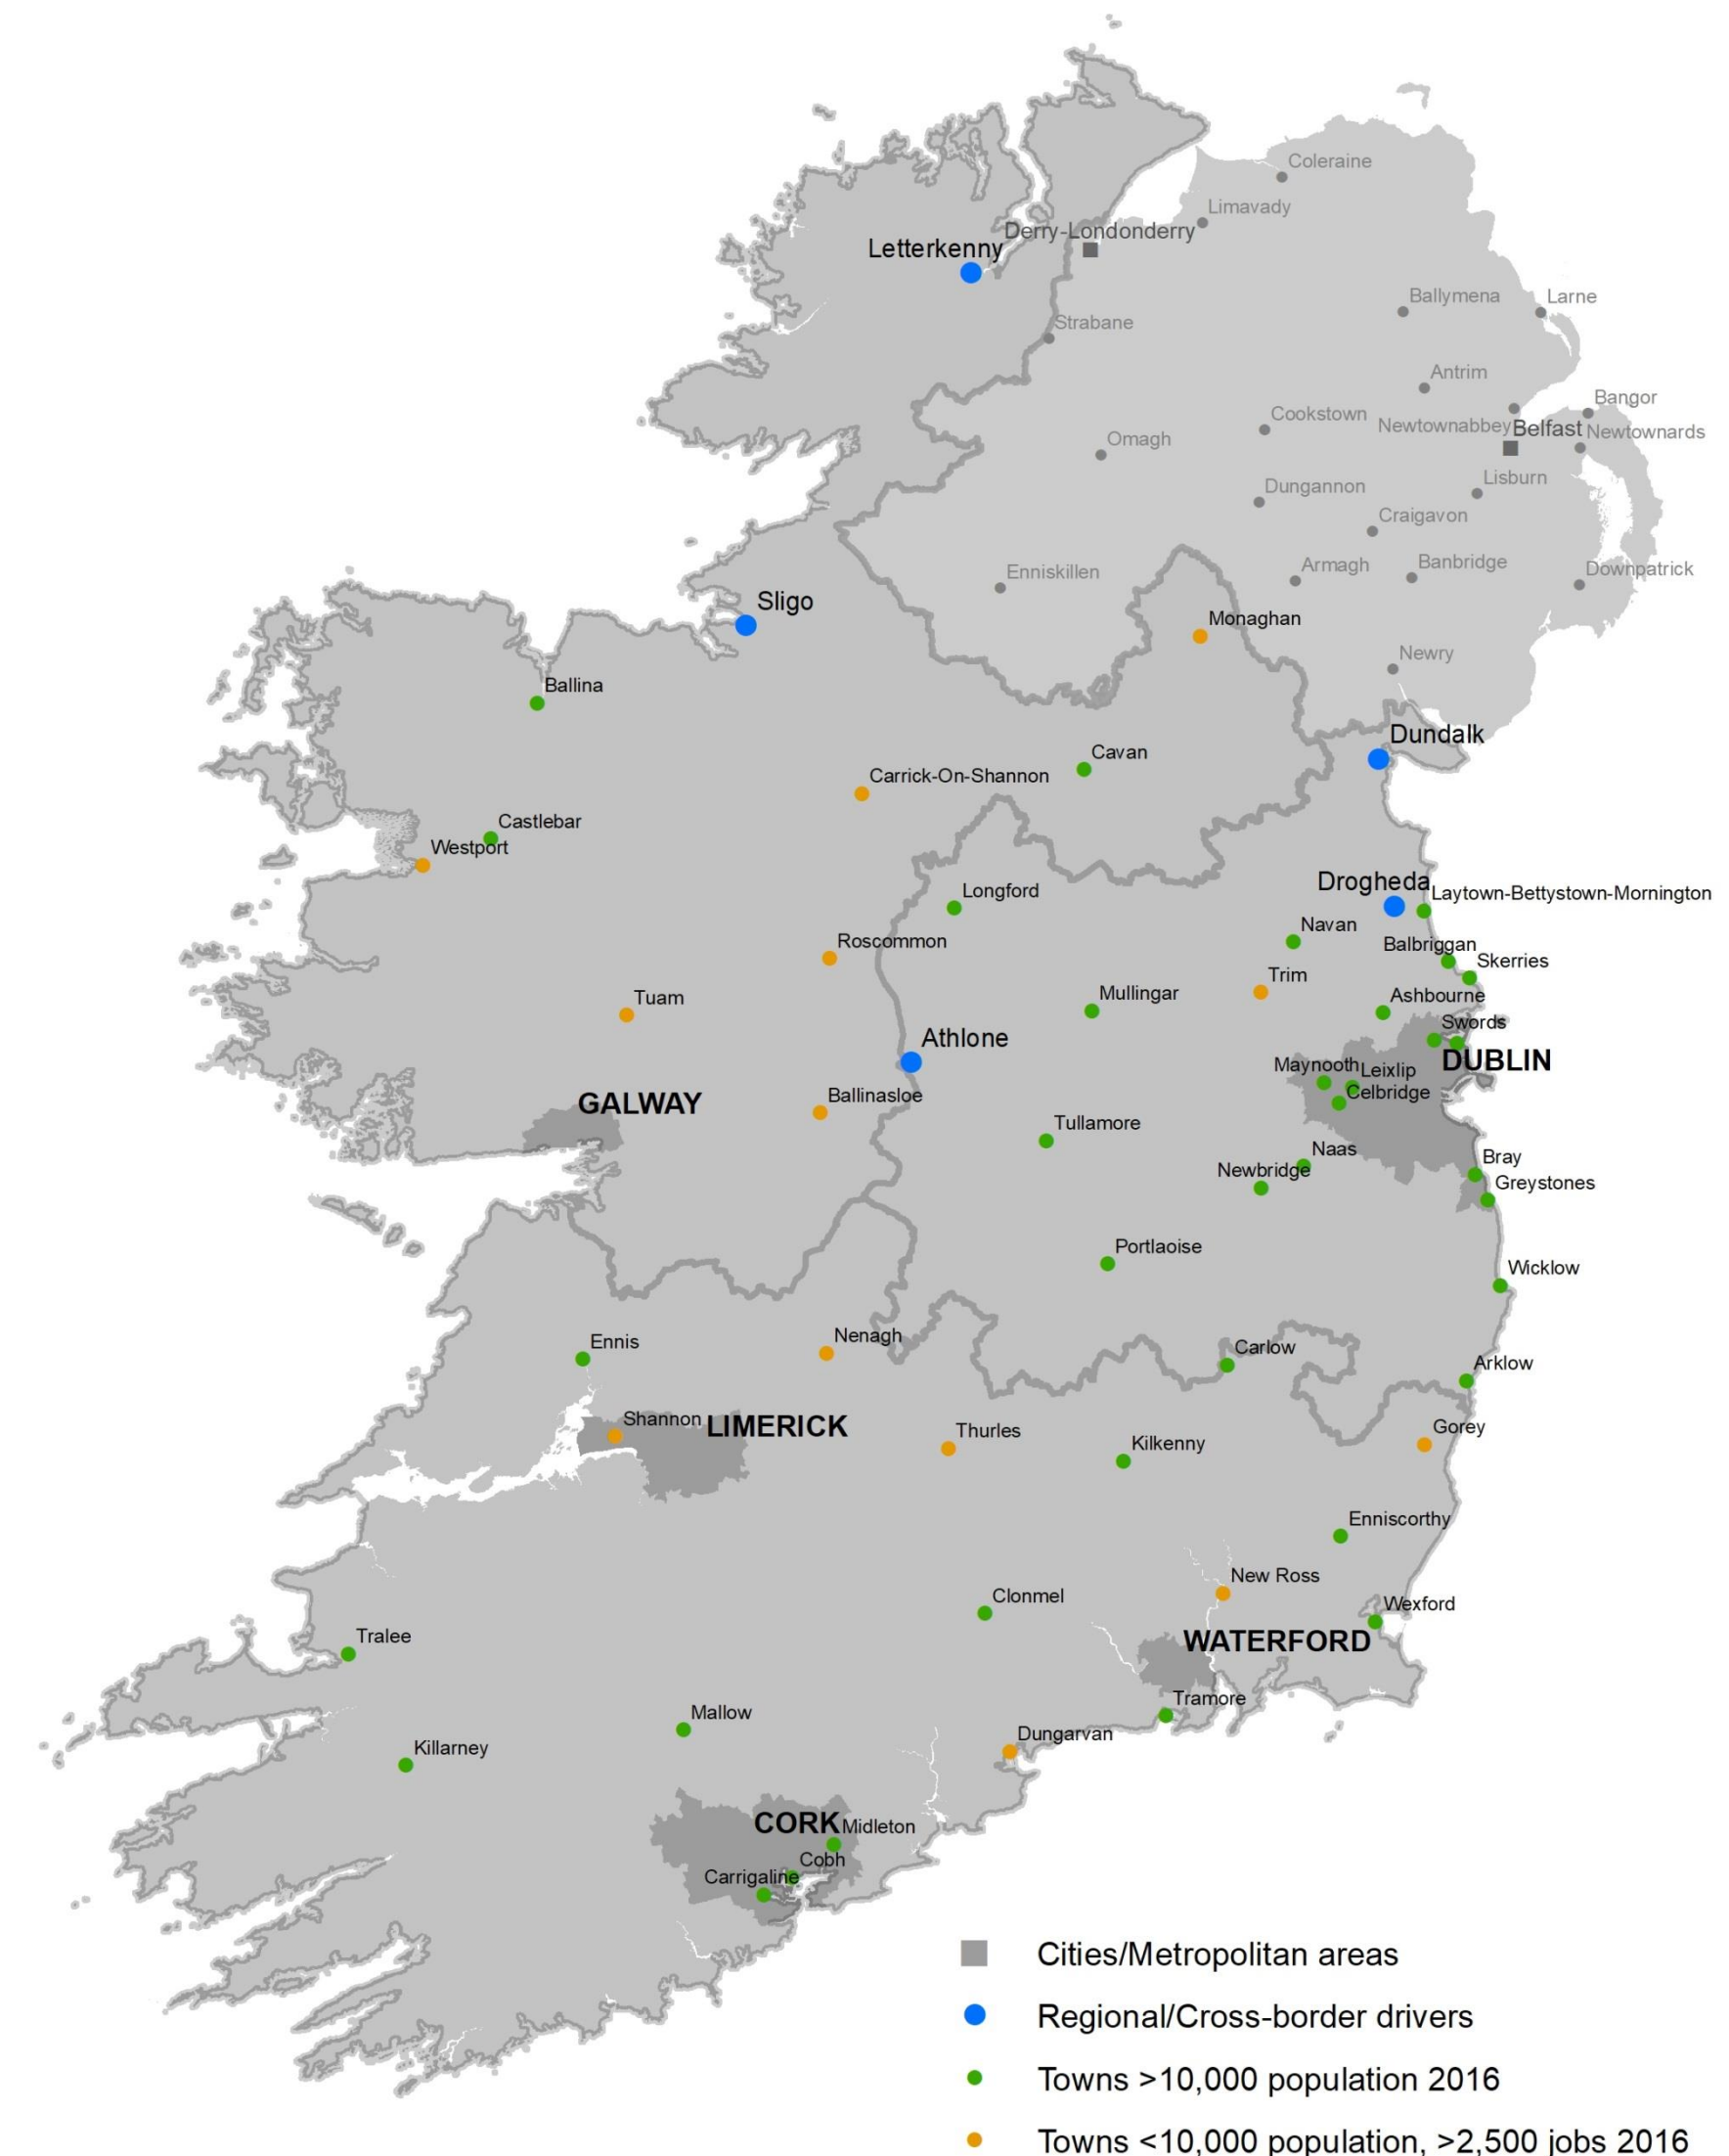 Coleraine
Limavady
Derry-Londonderry
Letterkenny
Ballymena
Larne
Strabane
Antrim
Bangor
Cookstown
Newtownabbey
Belfast
Newtownards
Omagh
Lisburn
Dungannon
Craigavon
Banbridge
Armagh
Downpatrick
Enniskillen
Sligo
Monaghan
Newry
Ballina
Dundalk
Cavan
Carrick-On-Shannon
Castlebar
Westport
Drogheda
Longford
Laytown-Bettystown-Mornington
Navan
Roscommon
Balbriggan
Skerries
Trim
Mullingar
Tuam
Ashbourne
Swords
Athlone
DUBLIN
Maynooth
Leixlip
Celbridge
Ballinasloe
GALWAY
Tullamore
Naas
Bray
Newbridge
Greystones
Portlaoise
Wicklow
Nenagh
Ennis
Carlow
Arklow
Shannon
LIMERICK
Thurles
Gorey
Kilkenny
Enniscorthy
New Ross
Clonmel
Wexford
Tralee
WATERFORD
Tramore
Mallow
Dungarvan
Killarney
CORK
Midleton
Cobh
Carrigaline
Cities/Metropolitan areas
Regional/Cross-border drivers
Towns >10,000 population 2016
Towns <10,000 population, >2,500 jobs 2016